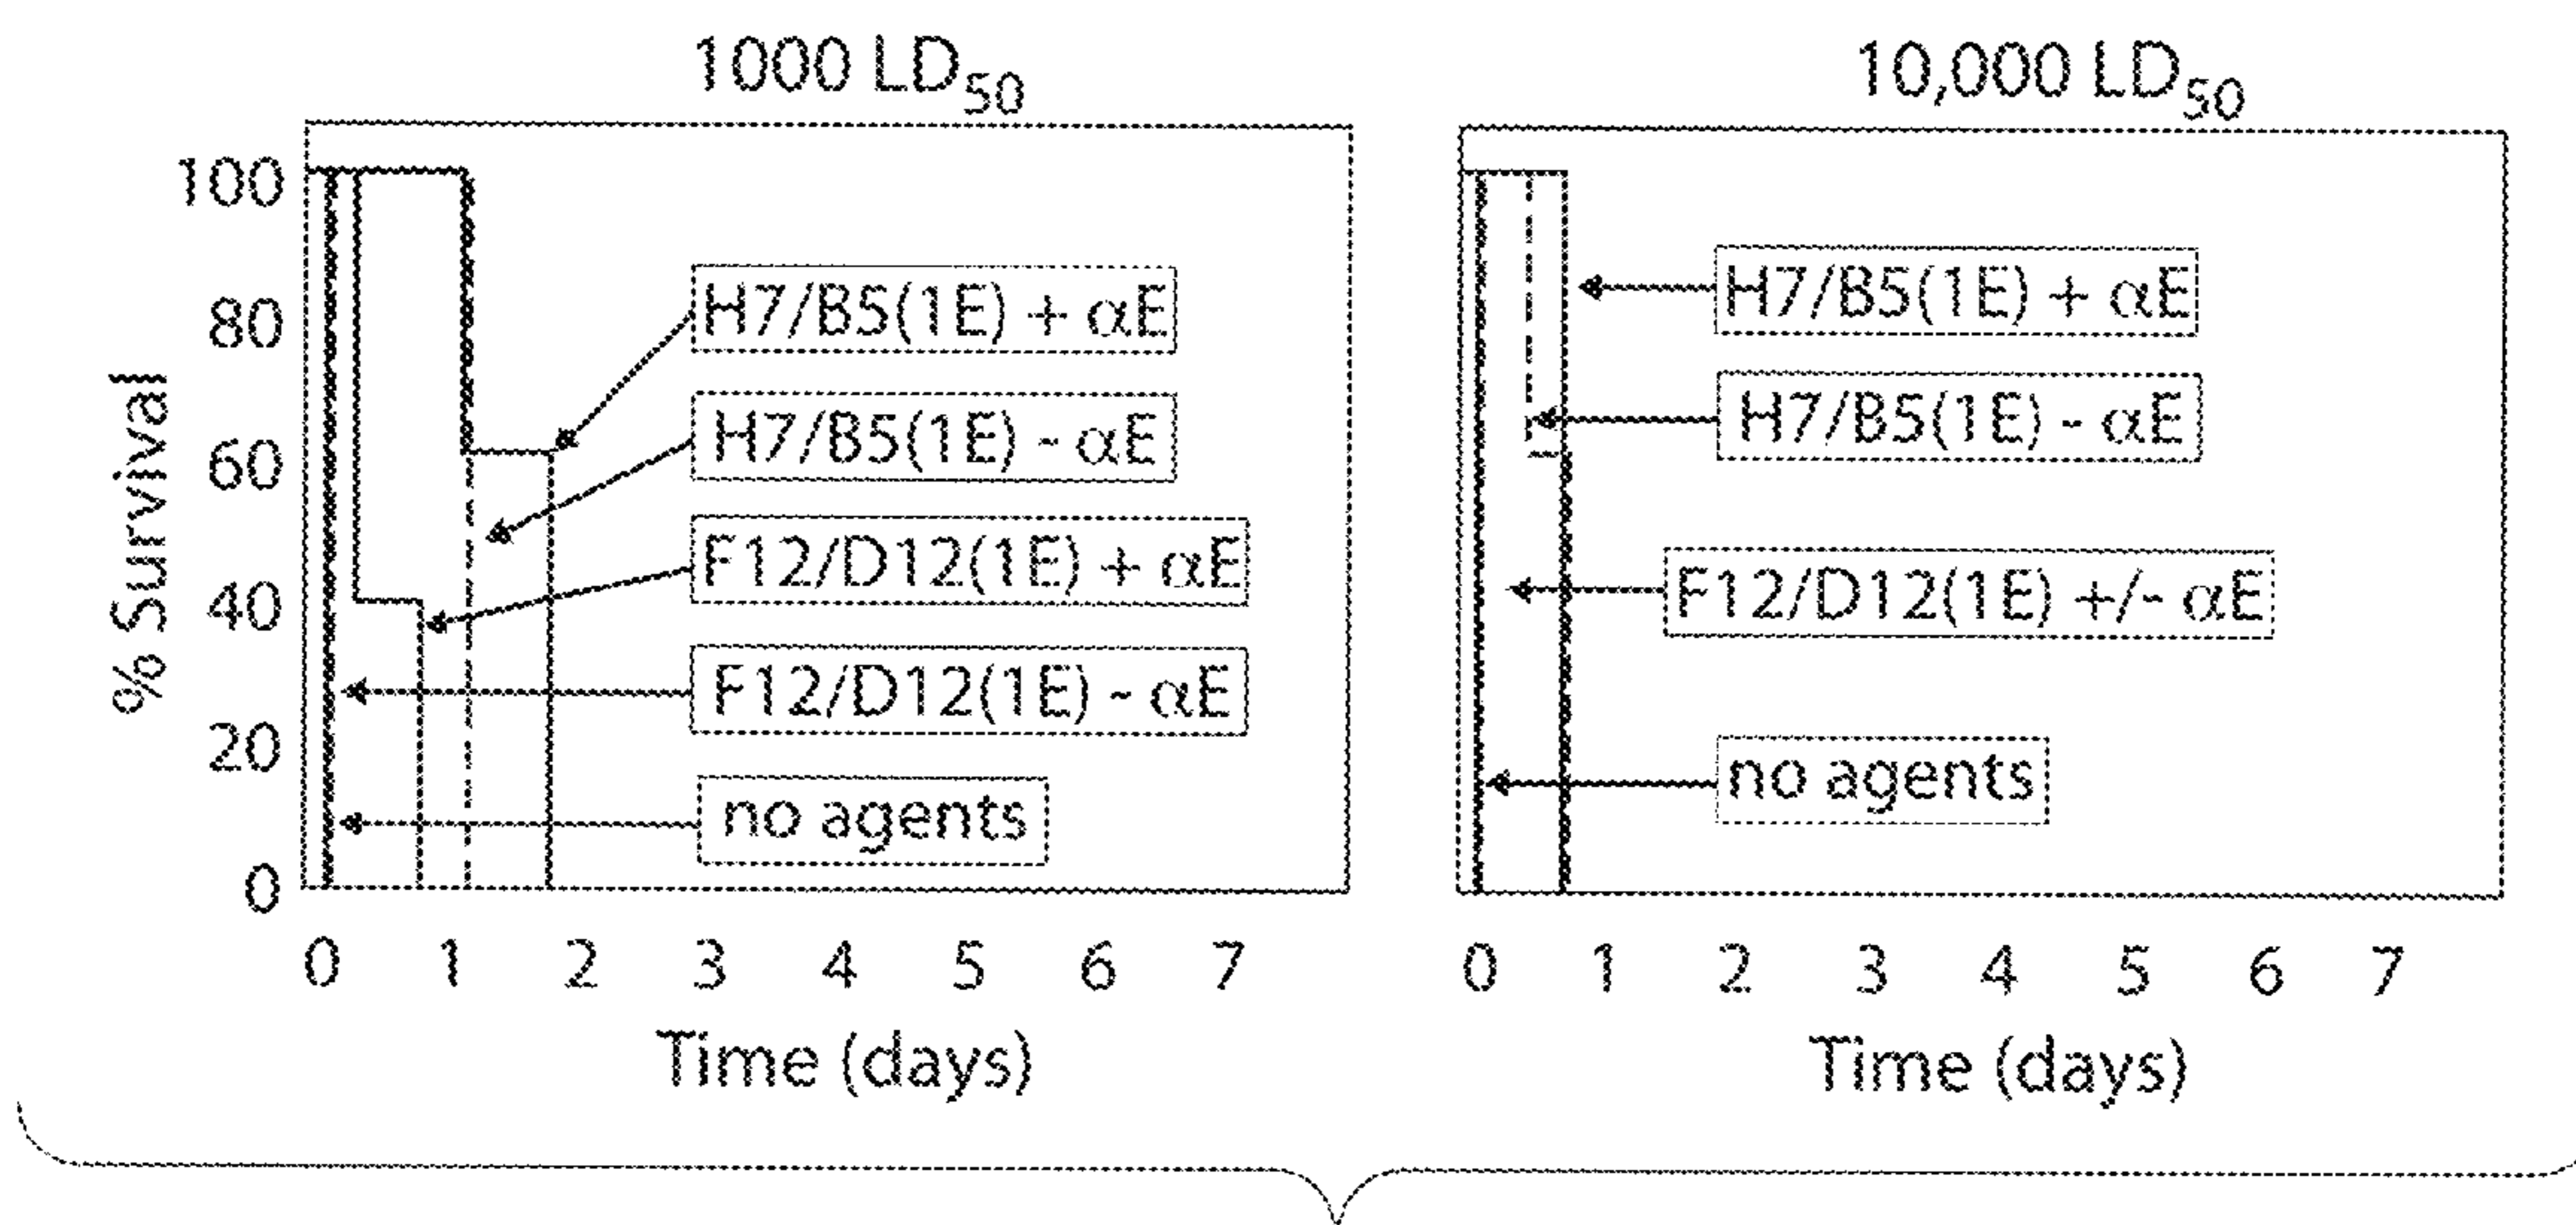 1000 LD50
100
80
60
40
20
0
% Survival
H7/B5(1E) + αE
H7/B5(1E) - αE
F12/D12(1E) + αE
F12/D12(1E) - αE
no agents
0 1 2 3 4 5 6 7
Time (days)
10,000 LD50
H7/B5(1E) + αE
H7/B5(1E) - αE
F12/D12(1E) +/- αE
no agents
0 1 2 3 4 5 6 7
Time (days)